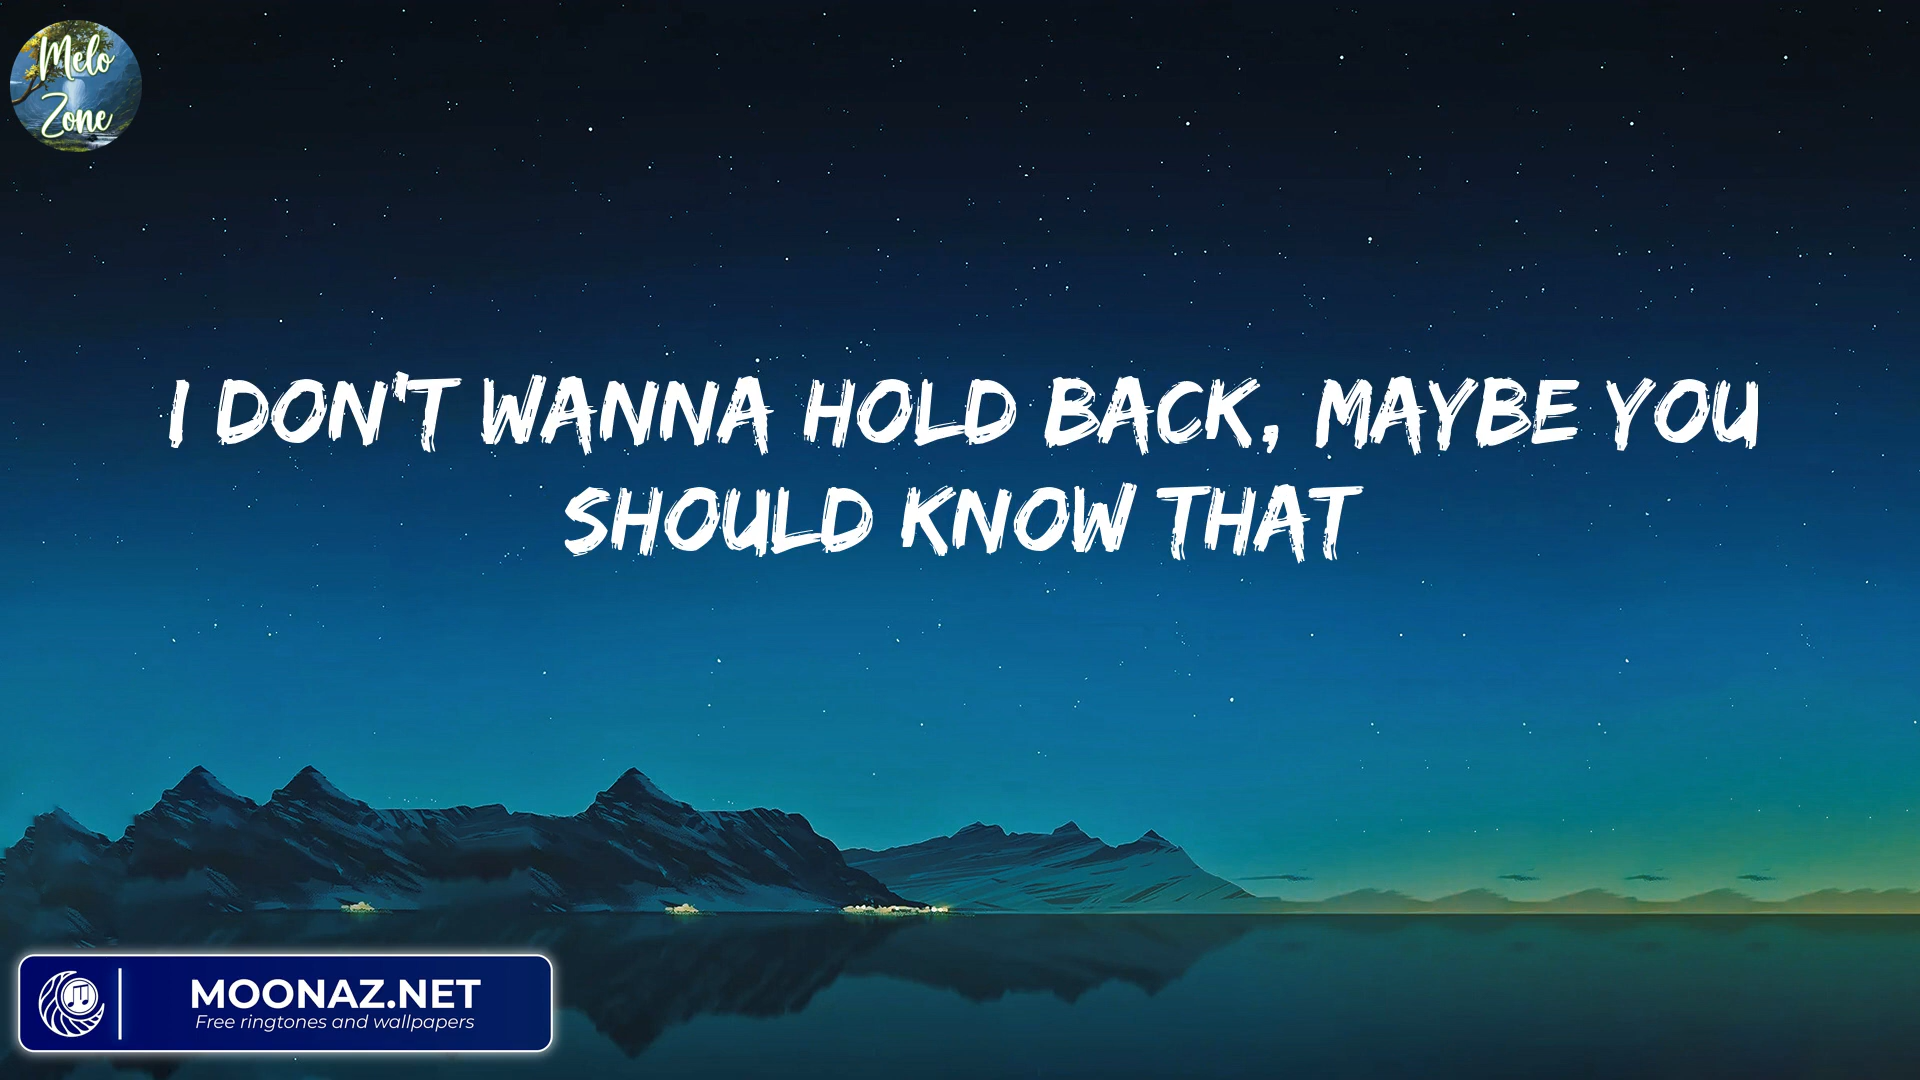 Melo
Zone
I DON'T WANNA HOLD BACK, MAYBE YOU
SHOULD KNOW THAT
MOONAZ.NET
Free ringtones and wallpapers